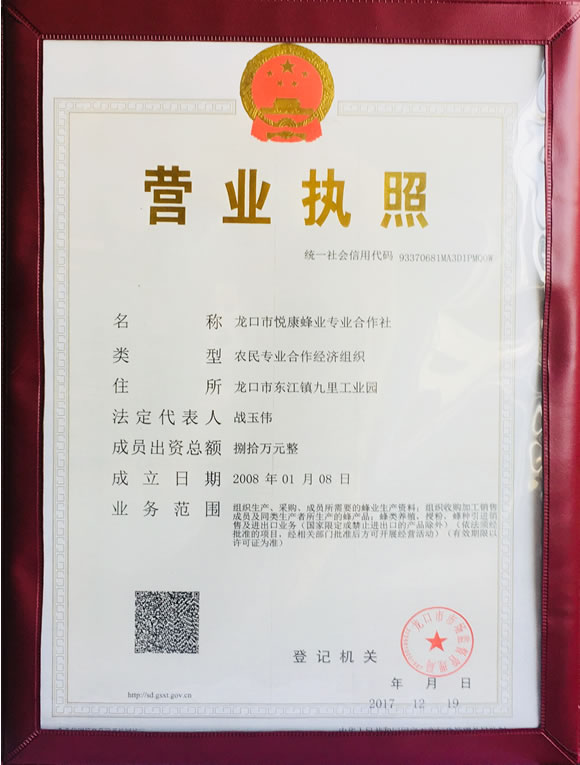 营业执照
统一社会信用代码 93370681MA3D1PMQ0W
名称 龙口市悦康蜂业专业合作社
类型 农民专业合作经济组织
住所 龙口市东江镇九里工业园
法定代表人 战玉伟
成员出资总额 捌拾万元整
成立日期 2008 年 01 月 08 日
业务范围 组织生产、采购、成员所需要的蜂业生产资料；组织收购加工销售
成员及同类生产者所生产的蜂产品；蜂类养殖、授粉、蜂种引进销
售及进出口业务（国家限定或禁止进出口的产品除外）（依法须经
批准的项目，经相关部门批准后方可开展经营活动）（有效期限以
许可证为准）
龙口市市场监督管理局
登记机关
年 月 日
2017 12 19
http://sd.gsxt.gov.cn